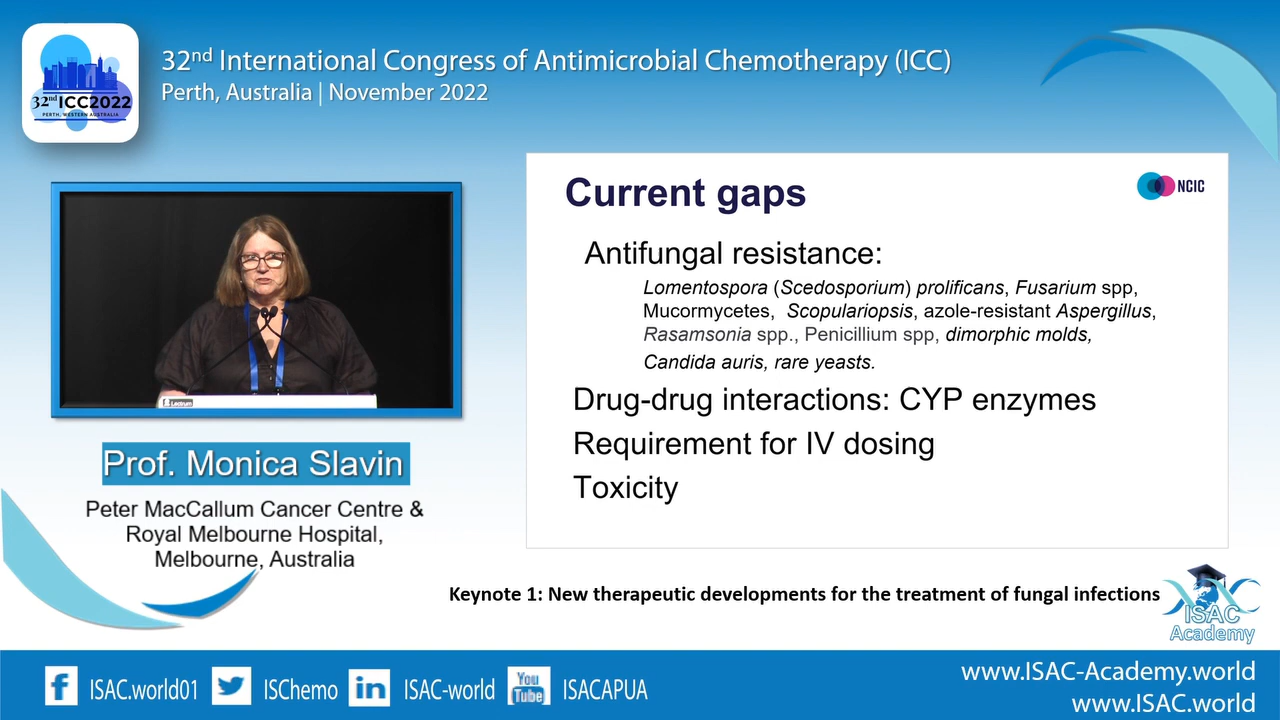 32nd International Congress of Antimicrobial Chemotherapy (ICC)
Perth, Australia | November 2022
32nd ICC2022
PERTH, WESTERN AUSTRALIA
Current gaps
NCIC
Antifungal resistance:
Lomentospora (Scedosporium) prolificans, Fusarium spp,
Mucormycetes, Scopulariopsis, azole-resistant Aspergillus,
Rasamsonia spp., Penicillium spp, dimorphic molds,
Candida auris, rare yeasts.
Drug-drug interactions: CYP enzymes
Requirement for IV dosing
Toxicity
Lectrum
Prof. Monica Slavin
Peter MacCallum Cancer Centre &
Royal Melbourne Hospital,
Melbourne, Australia
Keynote 1: New therapeutic developments for the treatment of fungal infections
ISAC
Academy
f ISAC.world01
ISChemo
in ISAC-world
You
Tube
ISACAPUA
www.ISAC-Academy.world
www.ISAC.world